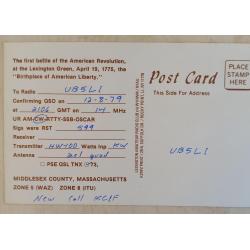 The first battle of the American Revolution,
at the Lexington Green, April 19, 1775, the
"Birthplace of American Liberty."
To Radio UB5LI
Confirming QSO on 12-8-79
at 2106 GMT on 14 MHz
UR AM-CW-RTTY-SSB-OSCAR
Sigs were RST 599
Receiver
Transmitter HW100 Watts Inp KW
Antenna 2el quad
PSE QSL TNX 73,
MIDDLESEX COUNTY, MASSACHUSETTS
ZONE 5 (WAZ) ZONE 8 (ITU)
New Call KC1F
Post Card
This Side For Address
PLACE
STAMP
HERE
UB5LI